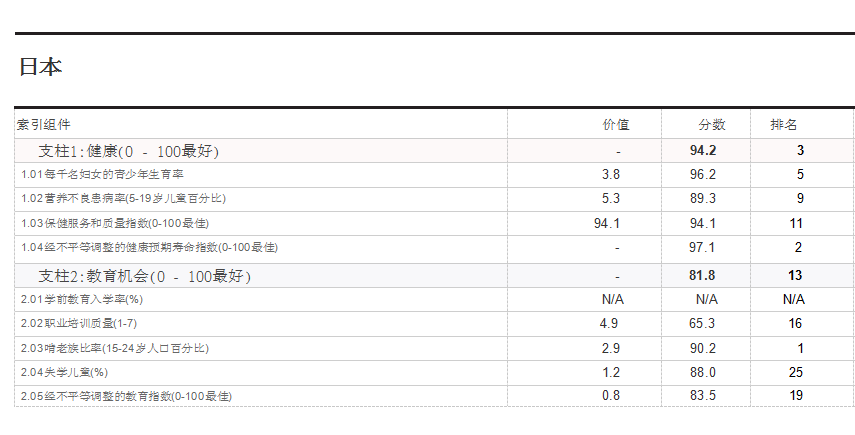 日本
索引组件 价值 分数 排名
支柱1:健康(0 - 100最好) - 94.2 3
1.01每千名妇女的青少年生育率 3.8 96.2 5
1.02营养不良患病率(5-19岁儿童百分比) 5.3 89.3 9
1.03保健服务和质量指数(0-100最佳) 94.1 94.1 11
1.04经不平等调整的健康预期寿命指数(0-100最佳) - 97.1 2
支柱2:教育机会(0 - 100最好) - 81.8 13
2.01学前教育入学率(%) N/A N/A N/A
2.02职业培训质量(1-7) 4.9 65.3 16
2.03啃老族比率(15-24岁人口百分比) 2.9 90.2 1
2.04失学儿童(%) 1.2 88.0 25
2.05经不平等调整的教育指数(0-100最佳) 0.8 83.5 19